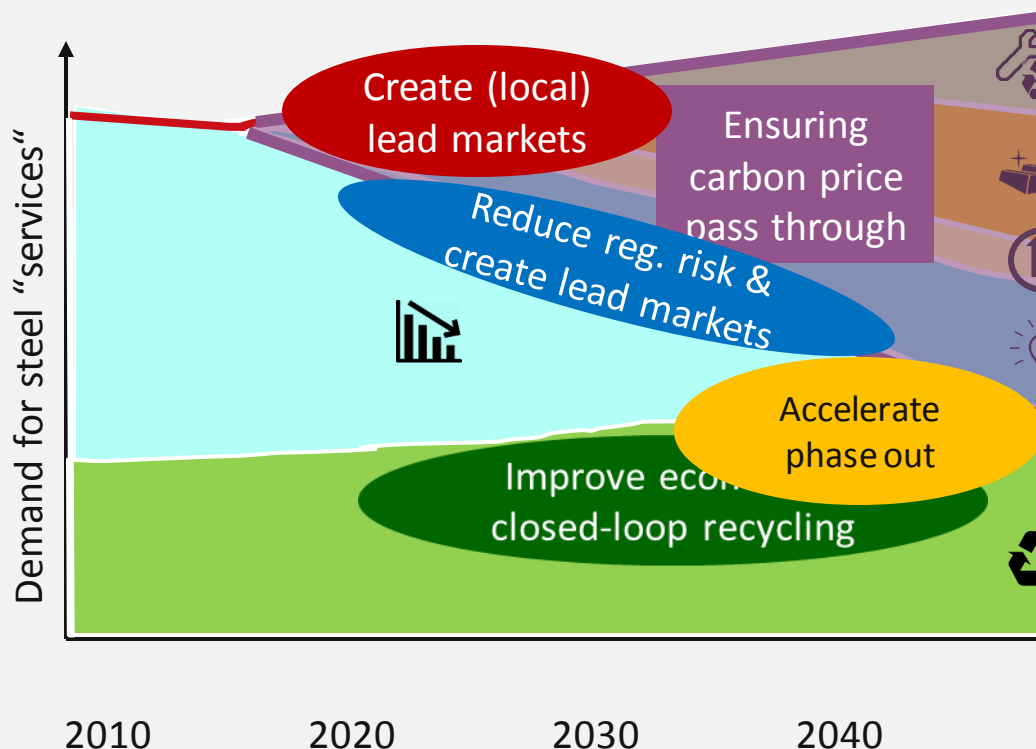 Create (local)
lead markets
Ensuring
carbon price
pass through
Reduce reg. risk &
create lead markets
Accelerate
phase out
Improve
closed-loop recycling
Demand for steel “services“
2010 2020 2030 2040